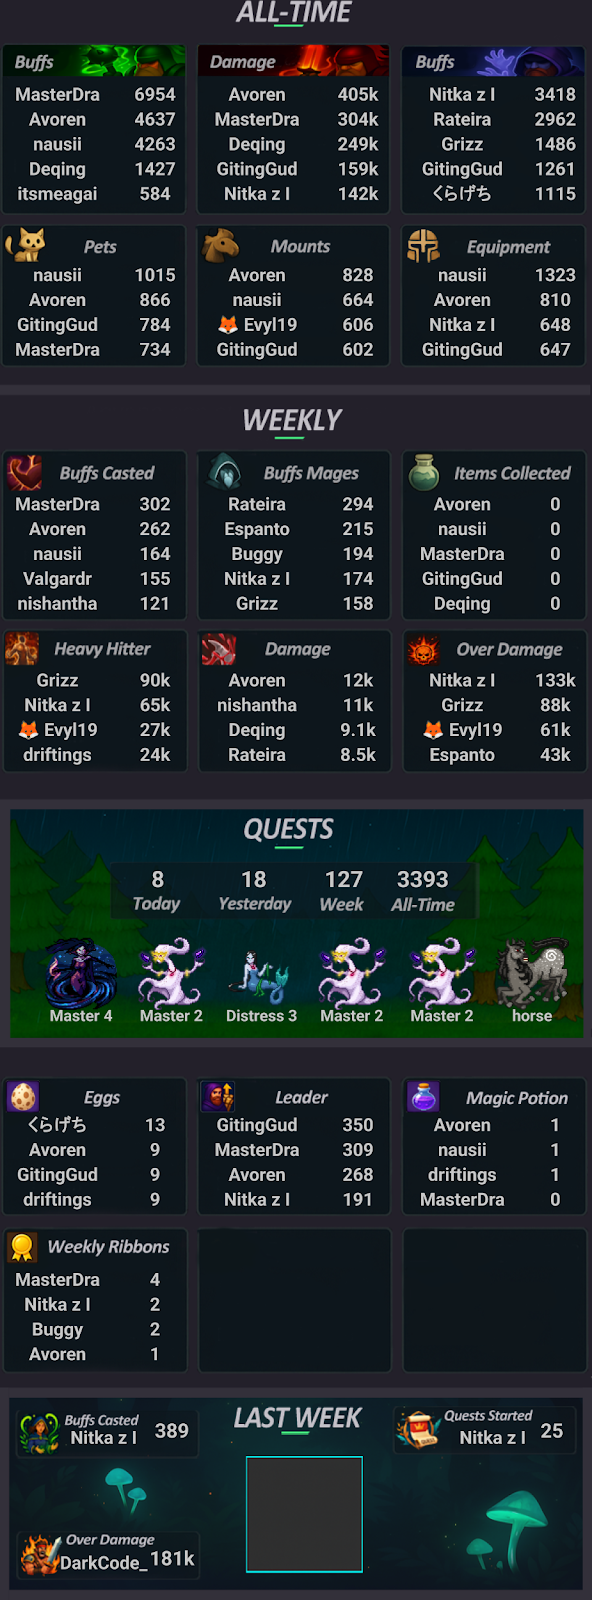 ALL-TIME
Buffs
MasterDra 6954
Avoren 4637
nausii 4263
Deqing 1427
itsmeagai 584
Damage
Avoren 405k
MasterDra 304k
Deqing 249k
GitingGud 159k
Nitka z l 142k
Buffs
Nitka z l 3418
Rateira 2962
Grizz 1486
GitingGud 1261
くらげち 1115
Pets
nausii 1015
Avoren 866
GitingGud 784
MasterDra 734
Mounts
Avoren 828
nausii 664
🦊 Evyl19 606
GitingGud 602
Equipment
nausii 1323
Avoren 810
Nitka z l 648
GitingGud 647
WEEKLY
Buffs Casted
MasterDra 302
Avoren 262
nausii 164
Valgardr 155
nishantha 121
Buffs Mages
Rateira 294
Espanto 215
Buggy 194
Nitka z l 174
Grizz 158
Items Collected
Avoren 0
nausii 0
MasterDra 0
GitingGud 0
Deqing 0
Heavy Hitter
Grizz 90k
Nitka z l 65k
🦊 Evyl19 27k
driftings 24k
Damage
Avoren 12k
nishantha 11k
Deqing 9.1k
Rateira 8.5k
Over Damage
Nitka z l 133k
Grizz 88k
🦊 Evyl19 61k
Espanto 43k
QUESTS
8 18 127 3393
Today Yesterday Week All-Time
Master 4 Master 2 Distress 3 Master 2 Master 2 horse
Eggs
くらげち 13
Avoren 9
GitingGud 9
driftings 9
Leader
GitingGud 350
MasterDra 309
Avoren 268
Nitka z l 191
Magic Potion
Avoren 1
nausii 1
driftings 1
MasterDra 0
Weekly Ribbons
MasterDra 4
Nitka z l 2
Buggy 2
Avoren 1
LAST WEEK
Buffs Casted
Nitka z l 389
Quests Started
Nitka z l 25
Over Damage
DarkCode_ 181k